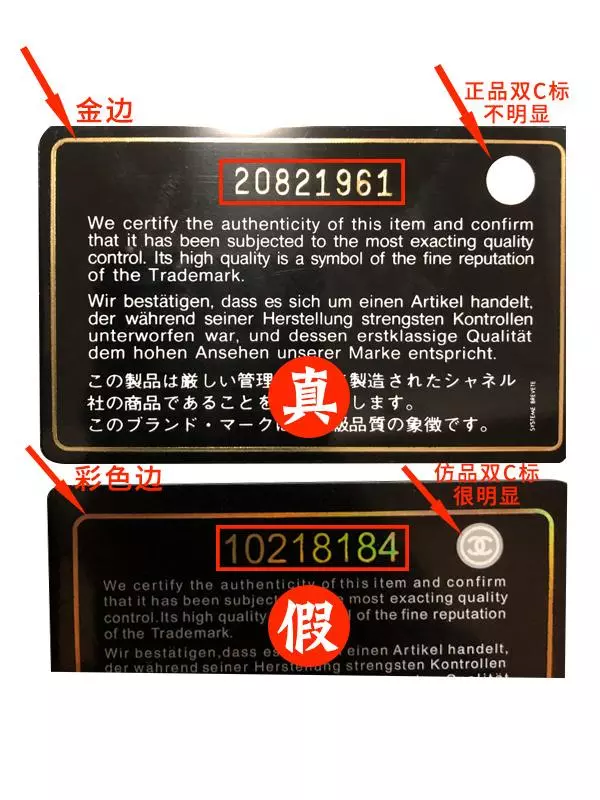 金边
正品双C标
不明显
20821961
We certify the authenticity of this item and confirm
that it has been subjected to the most exacting quality
control. Its high quality is a symbol of the fine reputation
of the Trademark.
Wir bestätigen, dass es sich um einen Artikel handelt,
der während seiner Herstellung strengsten Kontrollen
unterworfen war, und dessen erstklassige Qualität
dem hohen Ansehen unserer Marke entspricht.
この製品は厳しい管理 製造されたシャネル
社の商品であることを します。
このブランド・マークは 級品質の象徴です。
SYSTEME BREVETE
真
彩色边
仿品双C标
很明显
10218184
We certify the authenticity of this item and confirm
that it has been subject the most exacting quality
control.Its high quality of the fine reputation
of the Trademark.
Wir bestätigen,dass es einen Artikel handelt,
der während seiner Herstellung strengsten Kontrollen
假